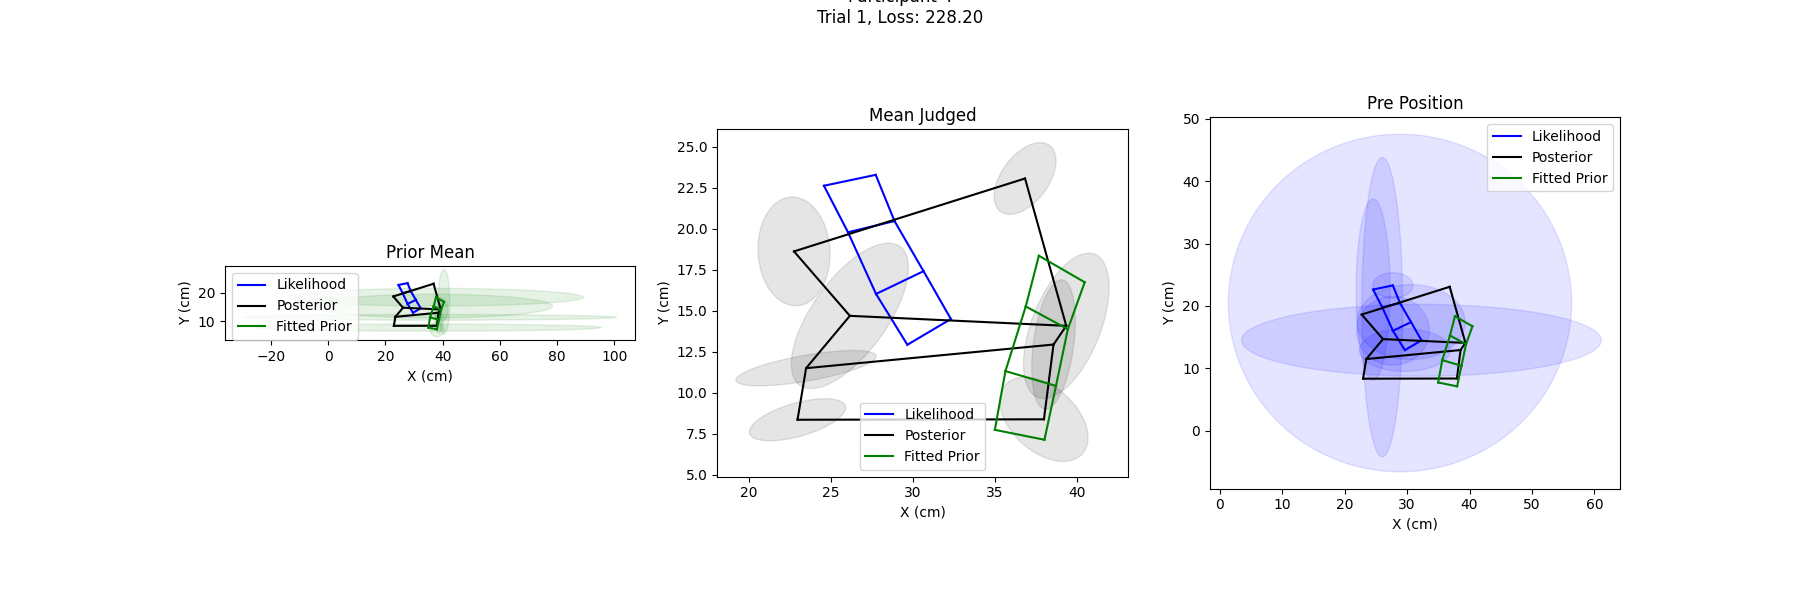 Trial 1, Loss: 228.20
Prior Mean
Likelihood
Posterior
Fitted Prior
Y (cm)
20
10
−20
0
20
40
60
80
100
X (cm)
Mean Judged
25.0
22.5
20.0
17.5
15.0
12.5
10.0
7.5
5.0
Y (cm)
Likelihood
Posterior
Fitted Prior
20
25
30
35
40
X (cm)
Pre Position
50
40
30
20
10
0
Y (cm)
Likelihood
Posterior
Fitted Prior
0
10
20
30
40
50
60
X (cm)